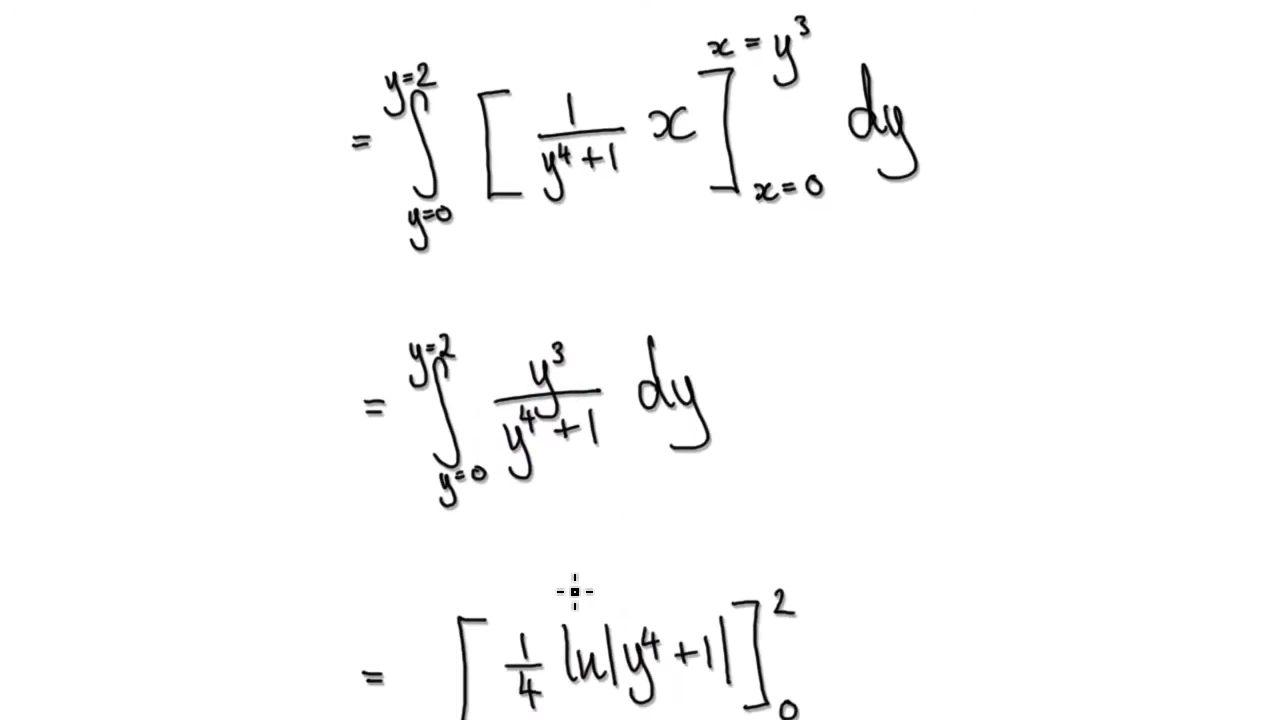 = ∫_{y=0}^{y=2} [ 1/(y⁴+1) x ]_{x=0}^{x=y³} dy
= ∫_{y=0}^{y=2} y³/(y⁴+1) dy
= [ 1/4 ln|y⁴+1| ]_0^2